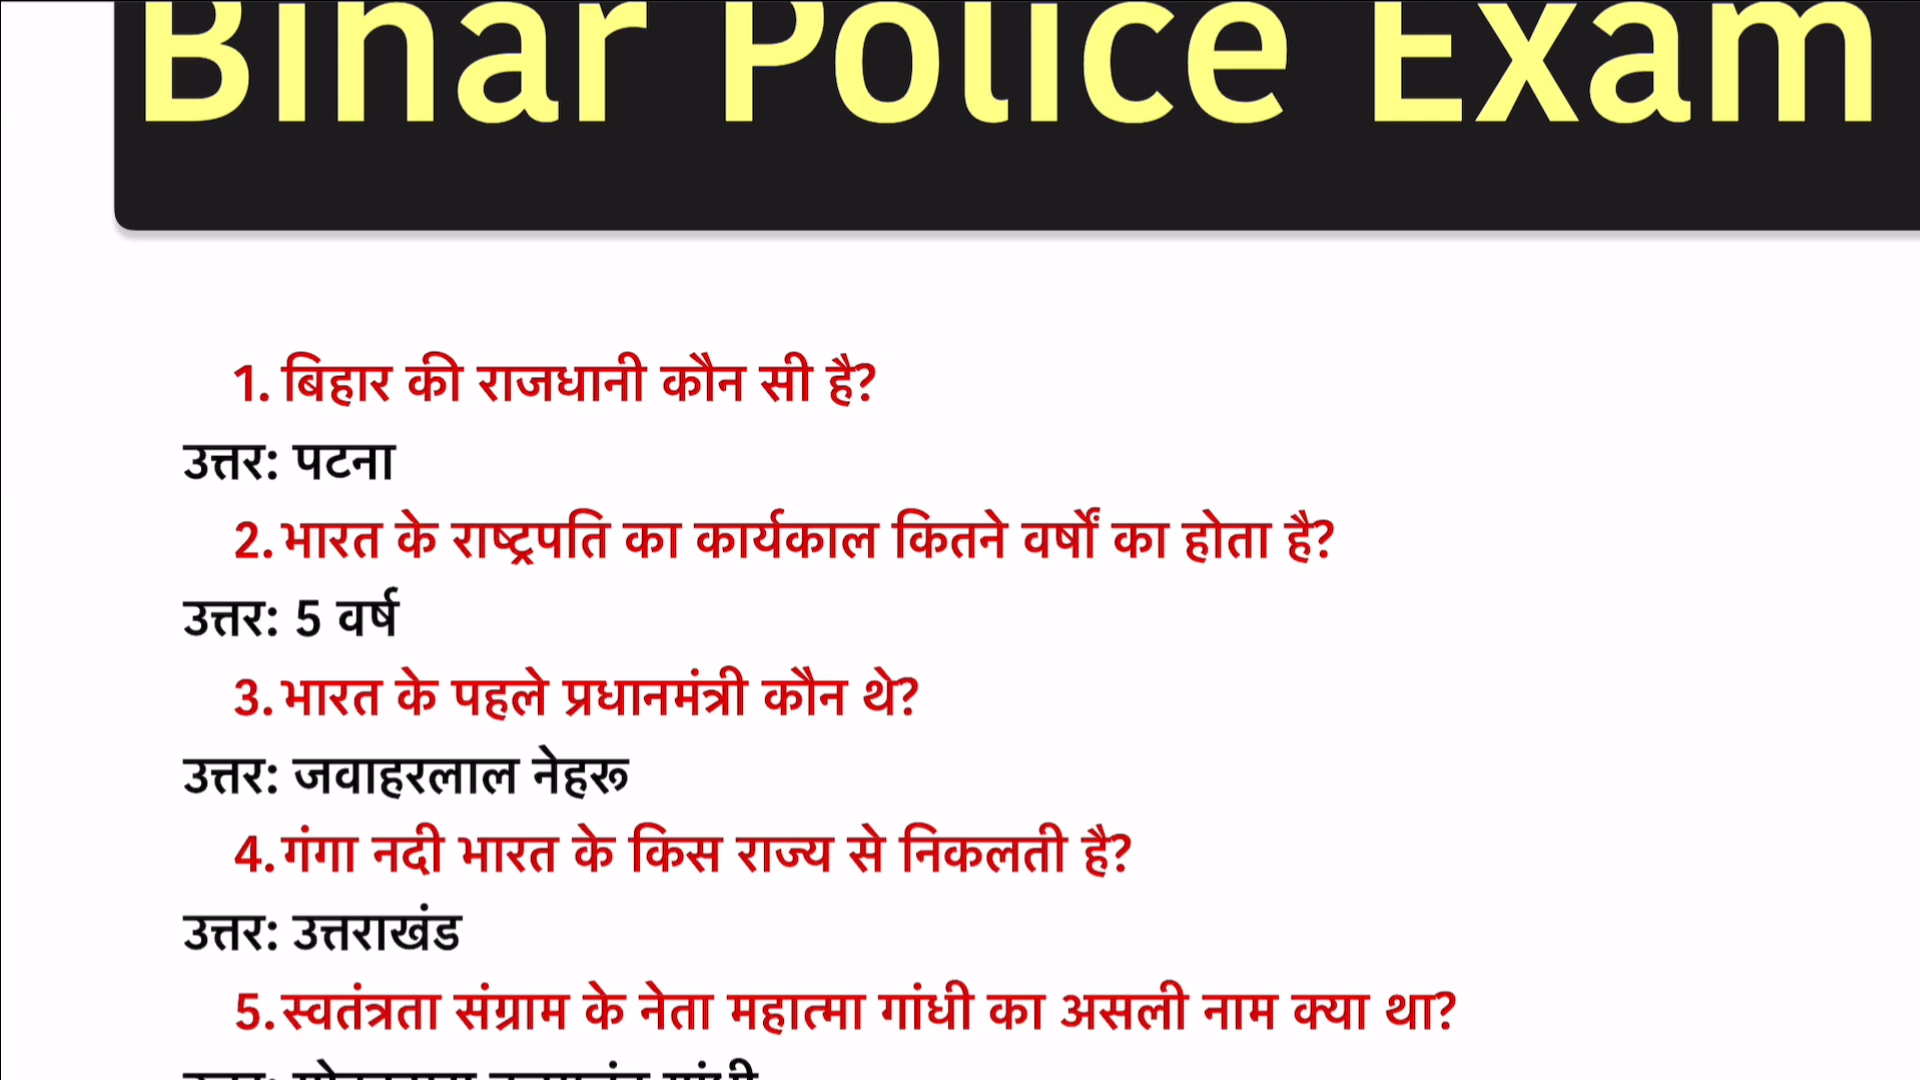 Bihar Police Exam
1. बिहार की राजधानी कौन सी है?
उत्तर: पटना
2. भारत के राष्ट्रपति का कार्यकाल कितने वर्षों का होता है?
उत्तर: 5 वर्ष
3. भारत के पहले प्रधानमंत्री कौन थे?
उत्तर: जवाहरलाल नेहरू
4. गंगा नदी भारत के किस राज्य से निकलती है?
उत्तर: उत्तराखंड
5. स्वतंत्रता संग्राम के नेता महात्मा गांधी का असली नाम क्या था?